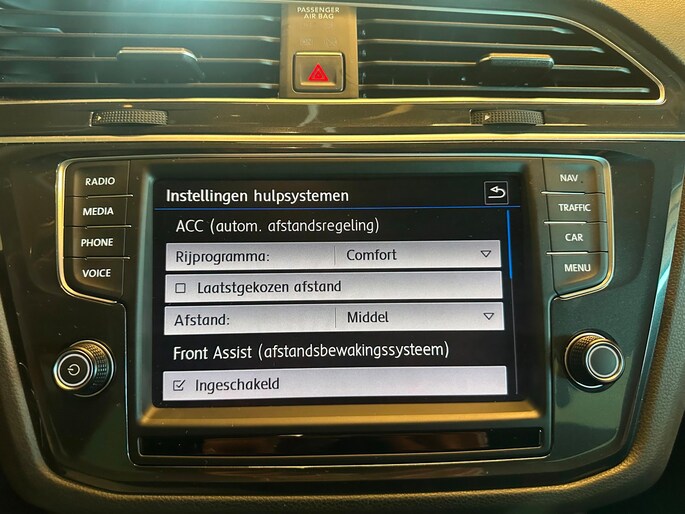 PASSENGER
AIR BAG
RADIO
MEDIA
PHONE
VOICE
NAV
TRAFFIC
CAR
MENU
Instellingen hulpsystemen
ACC (autom. afstandsregeling)
Rijprogramma: Comfort
Laatstgekozen afstand
Afstand: Middel
Front Assist (afstandsbewakingssysteem)
Ingeschakeld